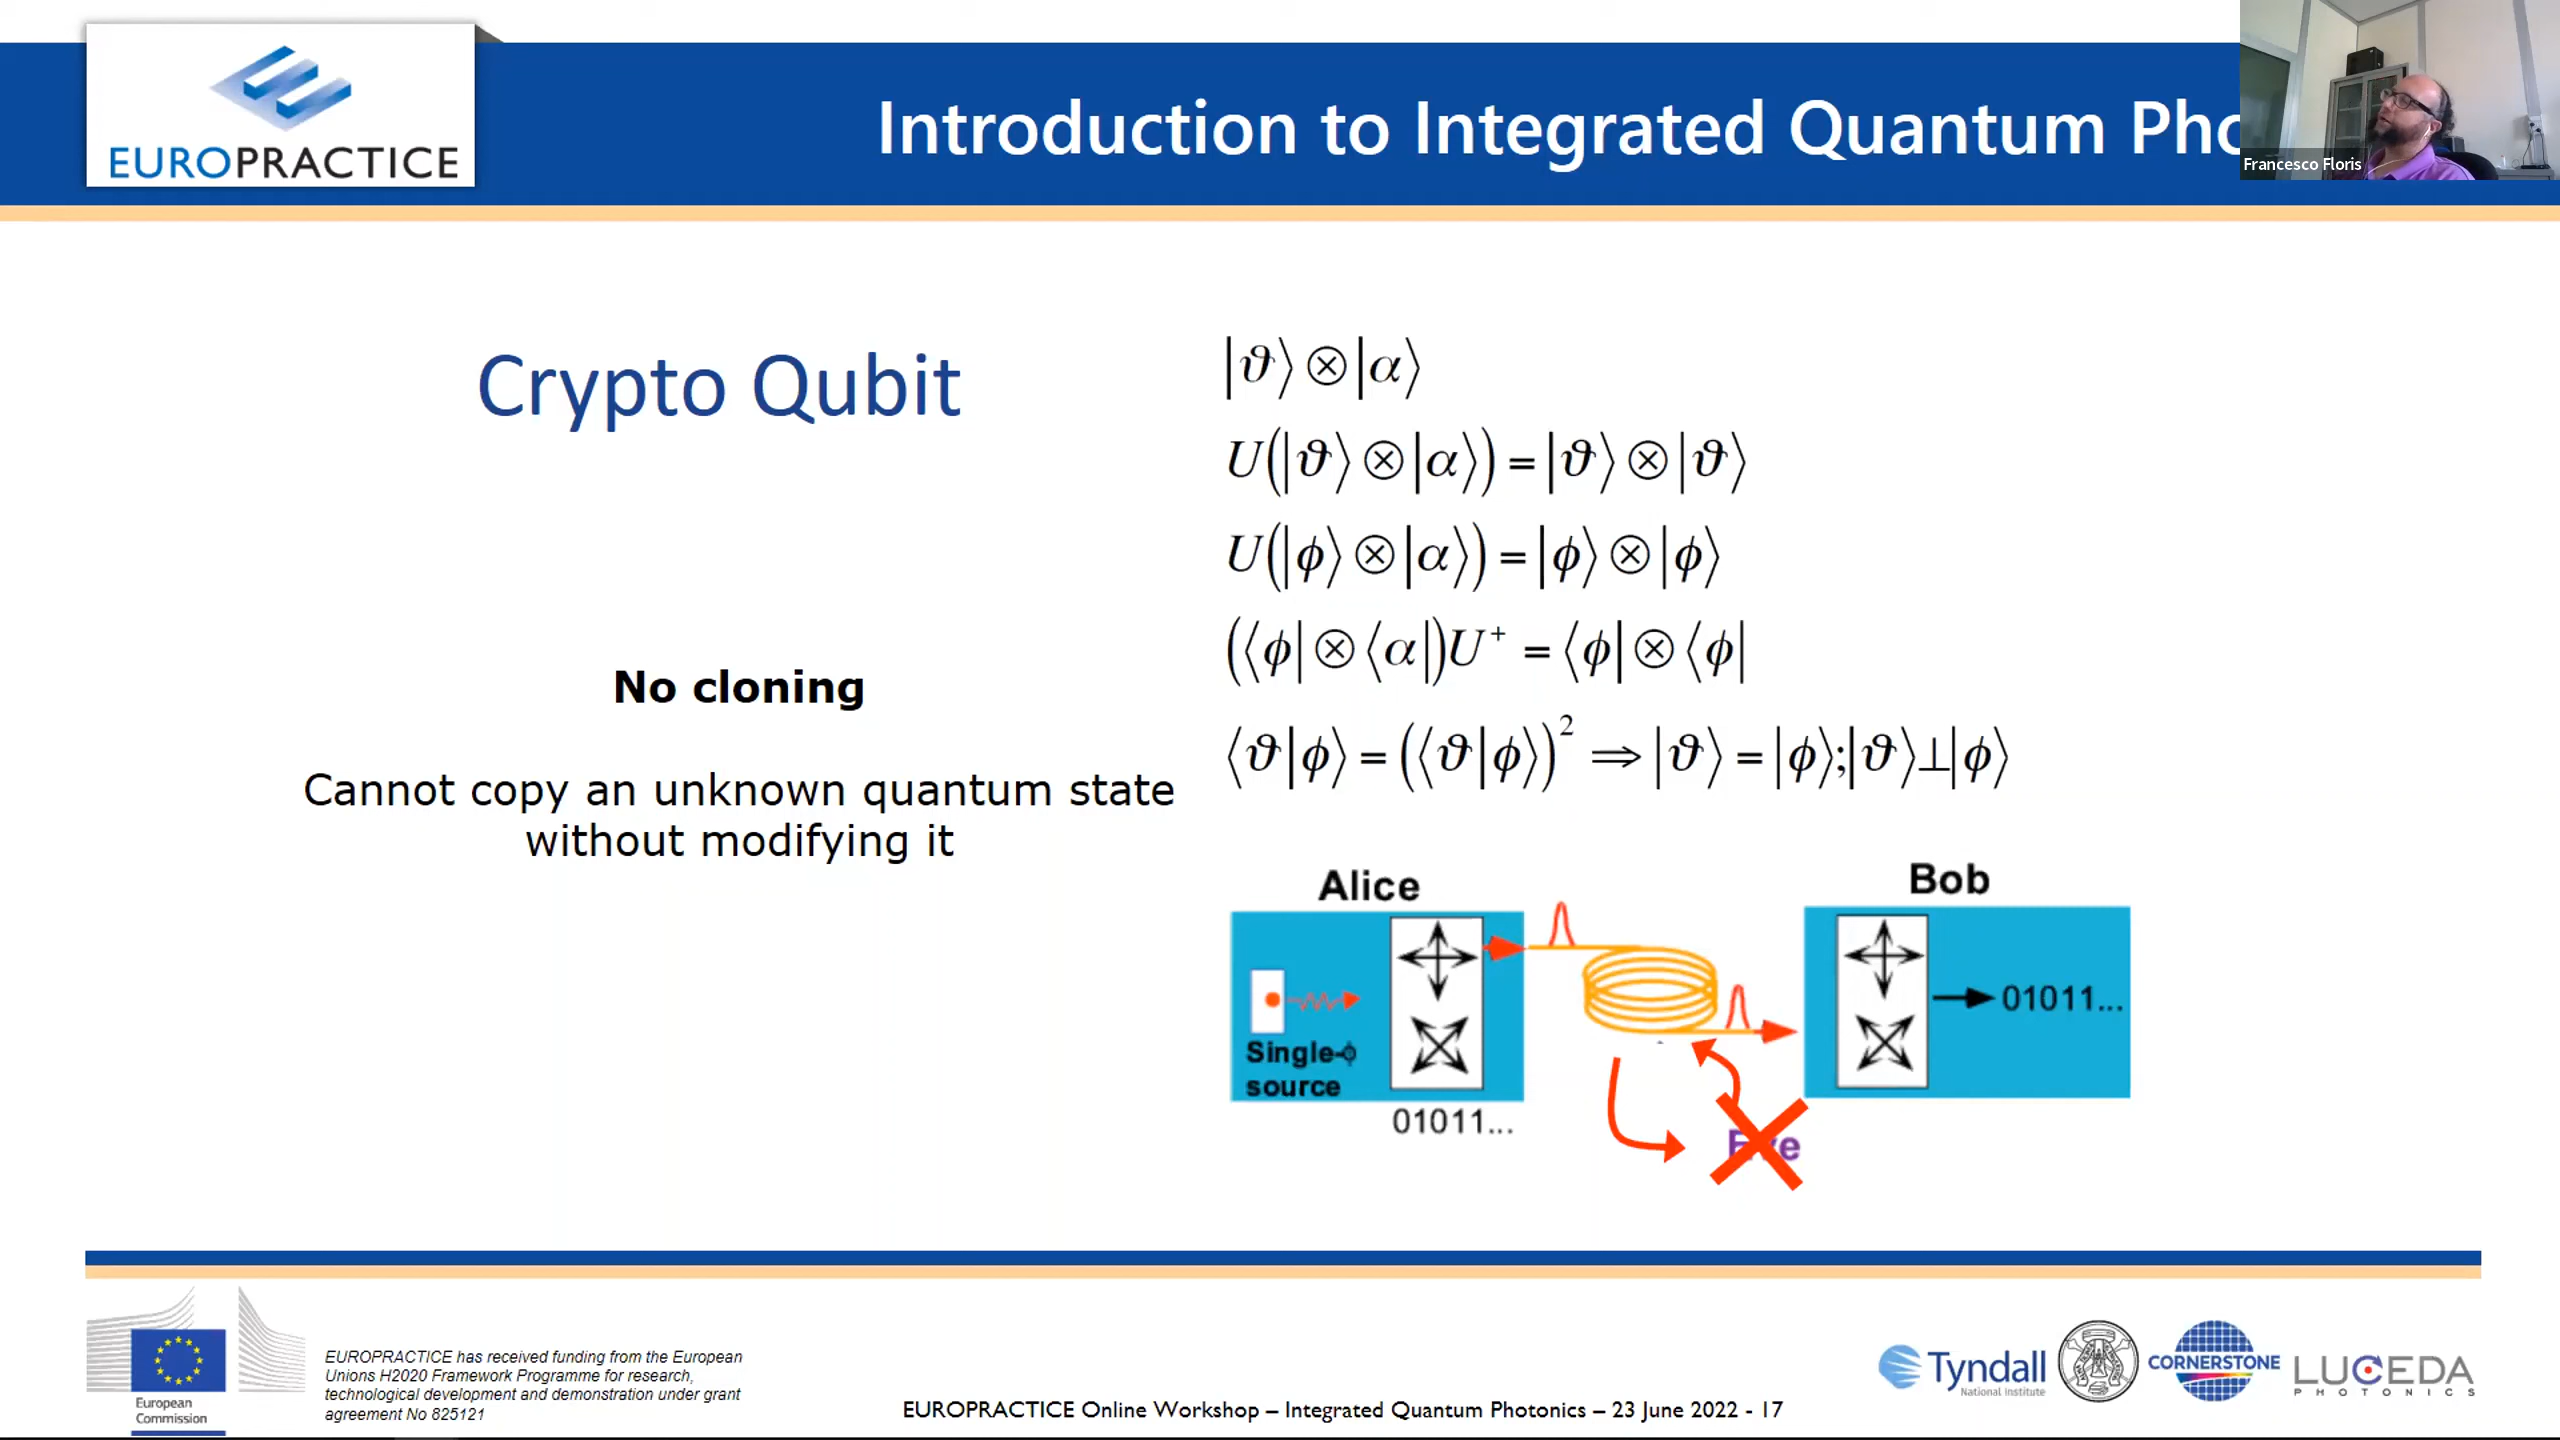 EUROPRACTICE
Introduction to Integrated Quantum Pho
Francesco Floris
Crypto Qubit
|ϑ⟩⊗|α⟩
U(|ϑ⟩⊗|α⟩) = |ϑ⟩⊗|ϑ⟩
U(|ϕ⟩⊗|α⟩) = |ϕ⟩⊗|ϕ⟩
(⟨ϕ|⊗⟨α|)U⁺ = ⟨ϕ|⊗⟨ϕ|
⟨ϑ|ϕ⟩ = (⟨ϑ|ϕ⟩)² ⇒ |ϑ⟩ = |ϕ⟩;|ϑ⟩⊥|ϕ⟩
No cloning
Cannot copy an unknown quantum state
without modifying it
Alice
Bob
Single-ϕ
source
01011...
01011...
Eve
European
Commission
EUROPRACTICE has received funding from the European
Unions H2020 Framework Programme for research,
technological development and demonstration under grant
agreement No 825121
EUROPRACTICE Online Workshop – Integrated Quantum Photonics – 23 June 2022 - 17
Tyndall
National Institute
CORNERSTONE
LUCEDA
PHOTONICS